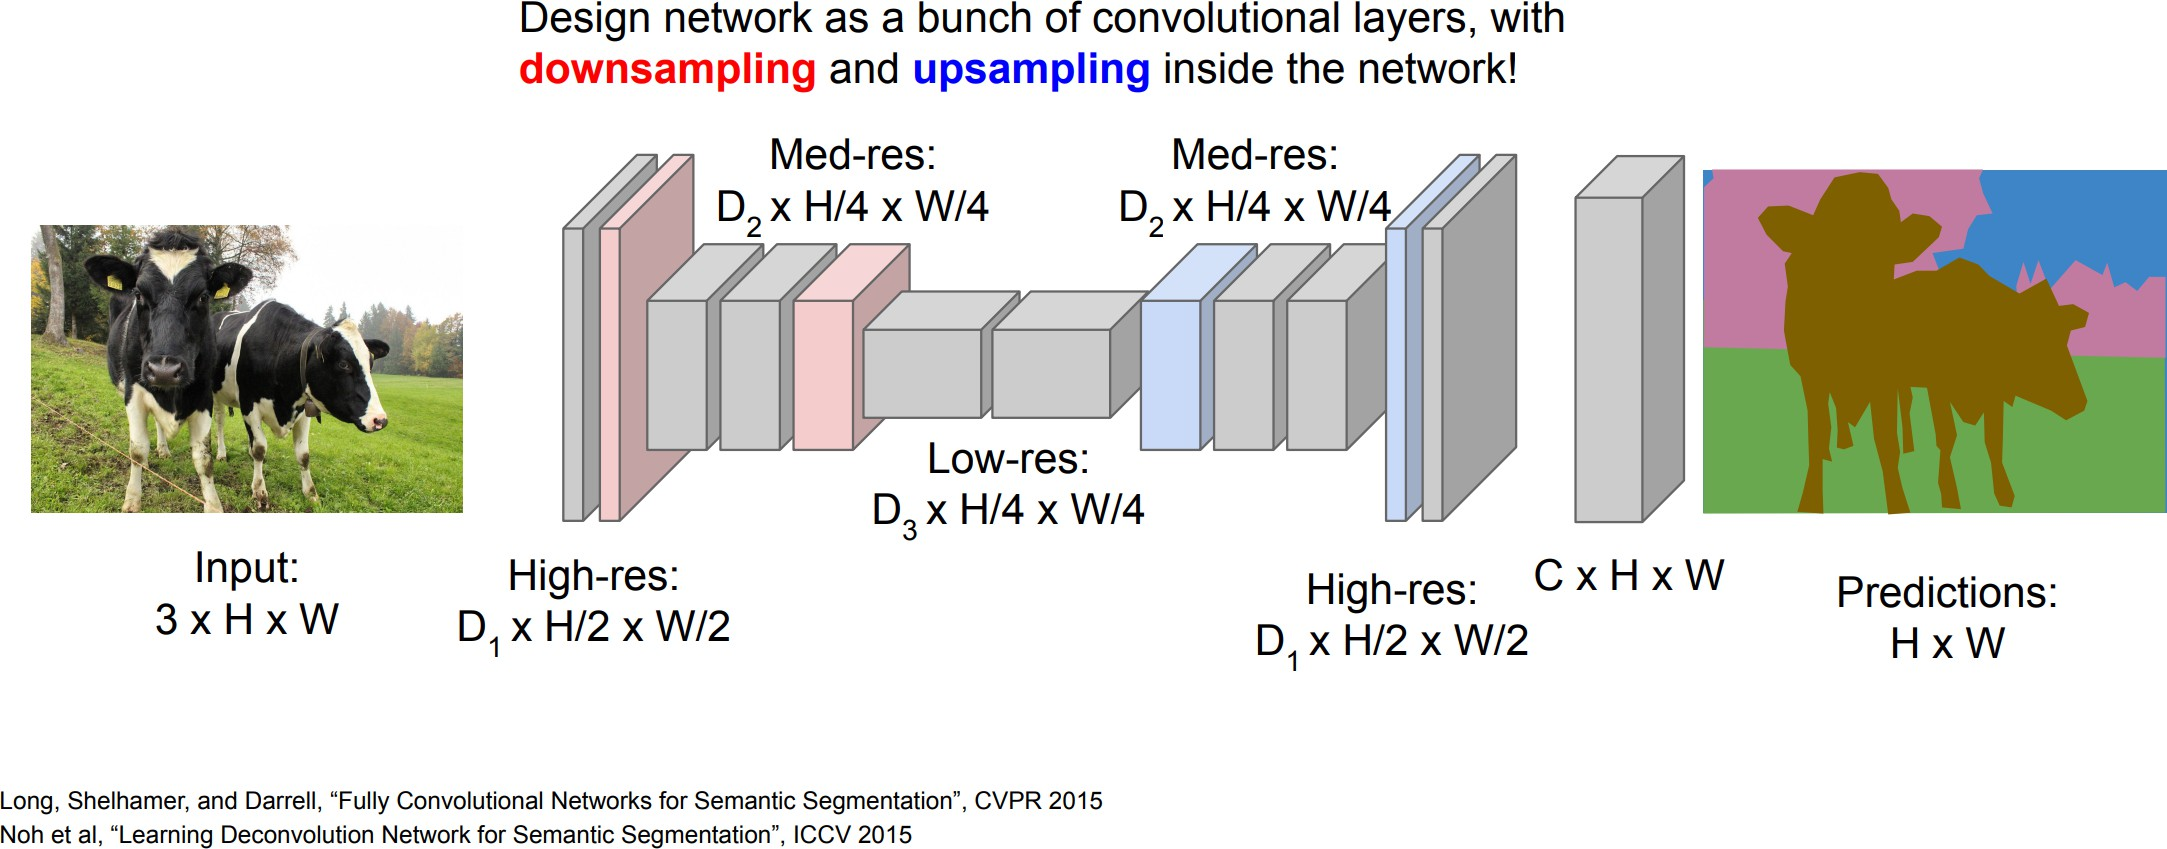 Design network as a bunch of convolutional layers, with
downsampling and upsampling inside the network!
Med-res:
D2 x H/4 x W/4
Med-res:
D2 x H/4 x W/4
Low-res:
D3 x H/4 x W/4
Input:
3 x H x W
High-res:
D1 x H/2 x W/2
High-res:
D1 x H/2 x W/2
C x H x W
Predictions:
H x W
Long, Shelhamer, and Darrell, “Fully Convolutional Networks for Semantic Segmentation”, CVPR 2015
Noh et al, “Learning Deconvolution Network for Semantic Segmentation”, ICCV 2015